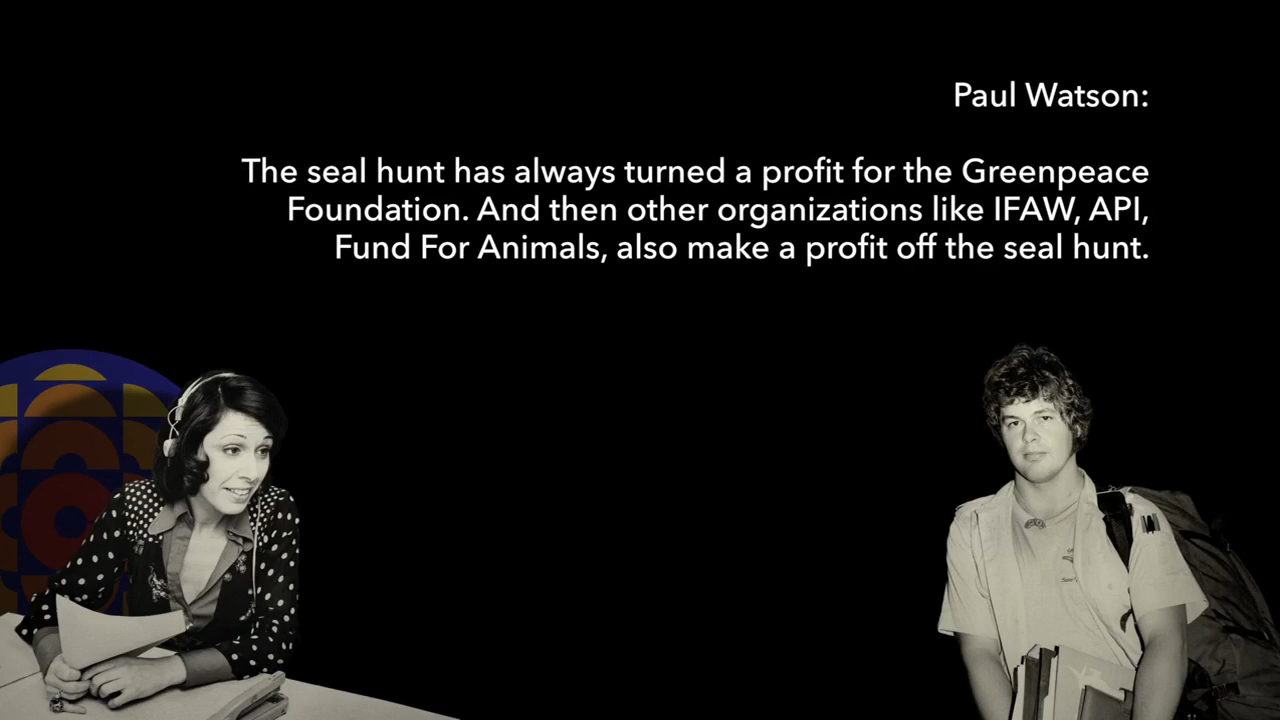 Paul Watson:
The seal hunt has always turned a profit for the Greenpeace
Foundation. And then other organizations like IFAW, API,
Fund For Animals, also make a profit off the seal hunt.